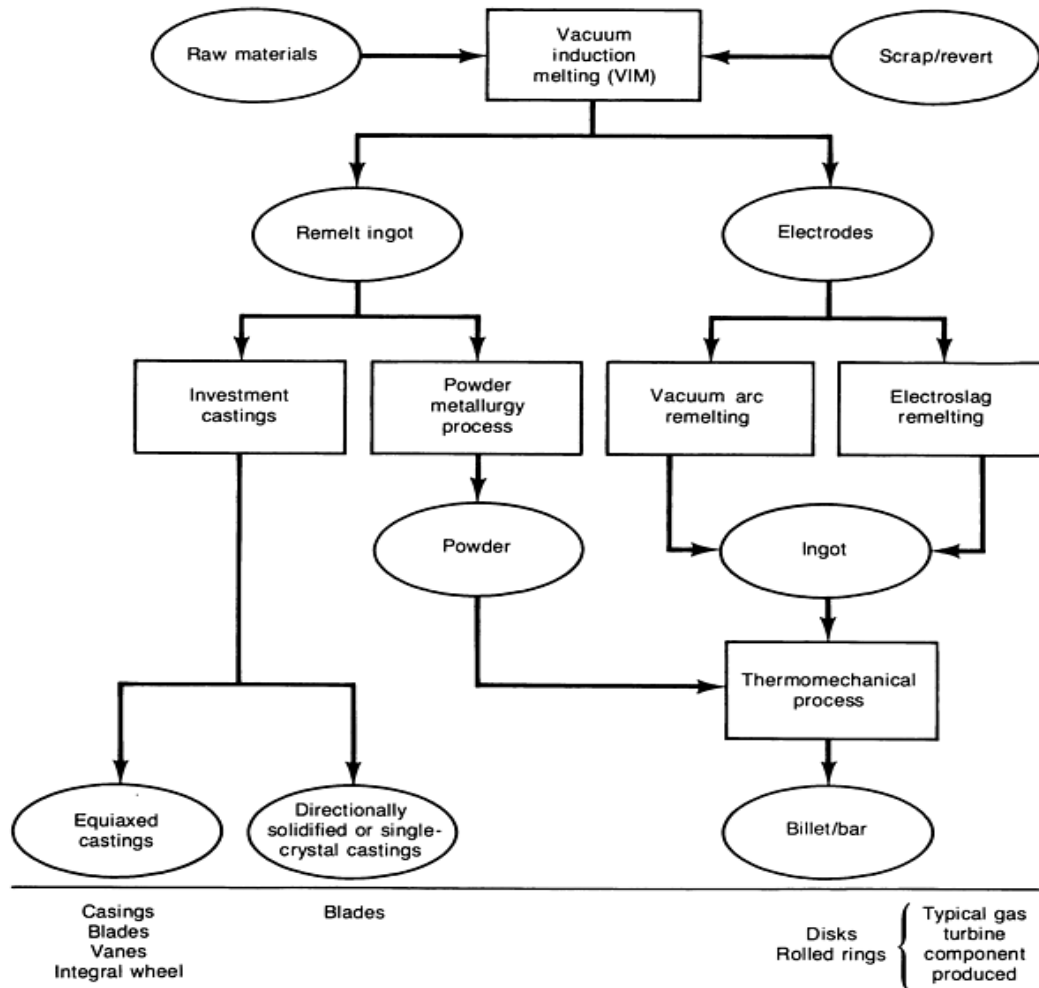 Raw materials
Vacuum
induction
melting (VIM)
Scrap/revert
Remelt ingot
Electrodes
Investment
castings
Powder
metallurgy
process
Vacuum arc
remelting
Electroslag
remelting
Powder
Ingot
Thermomechanical
process
Equiaxed
castings
Directionally
solidified or single-
crystal castings
Billet/bar
Casings
Blades
Vanes
Integral wheel
Blades
Disks
Rolled rings
Typical gas
turbine
component
produced